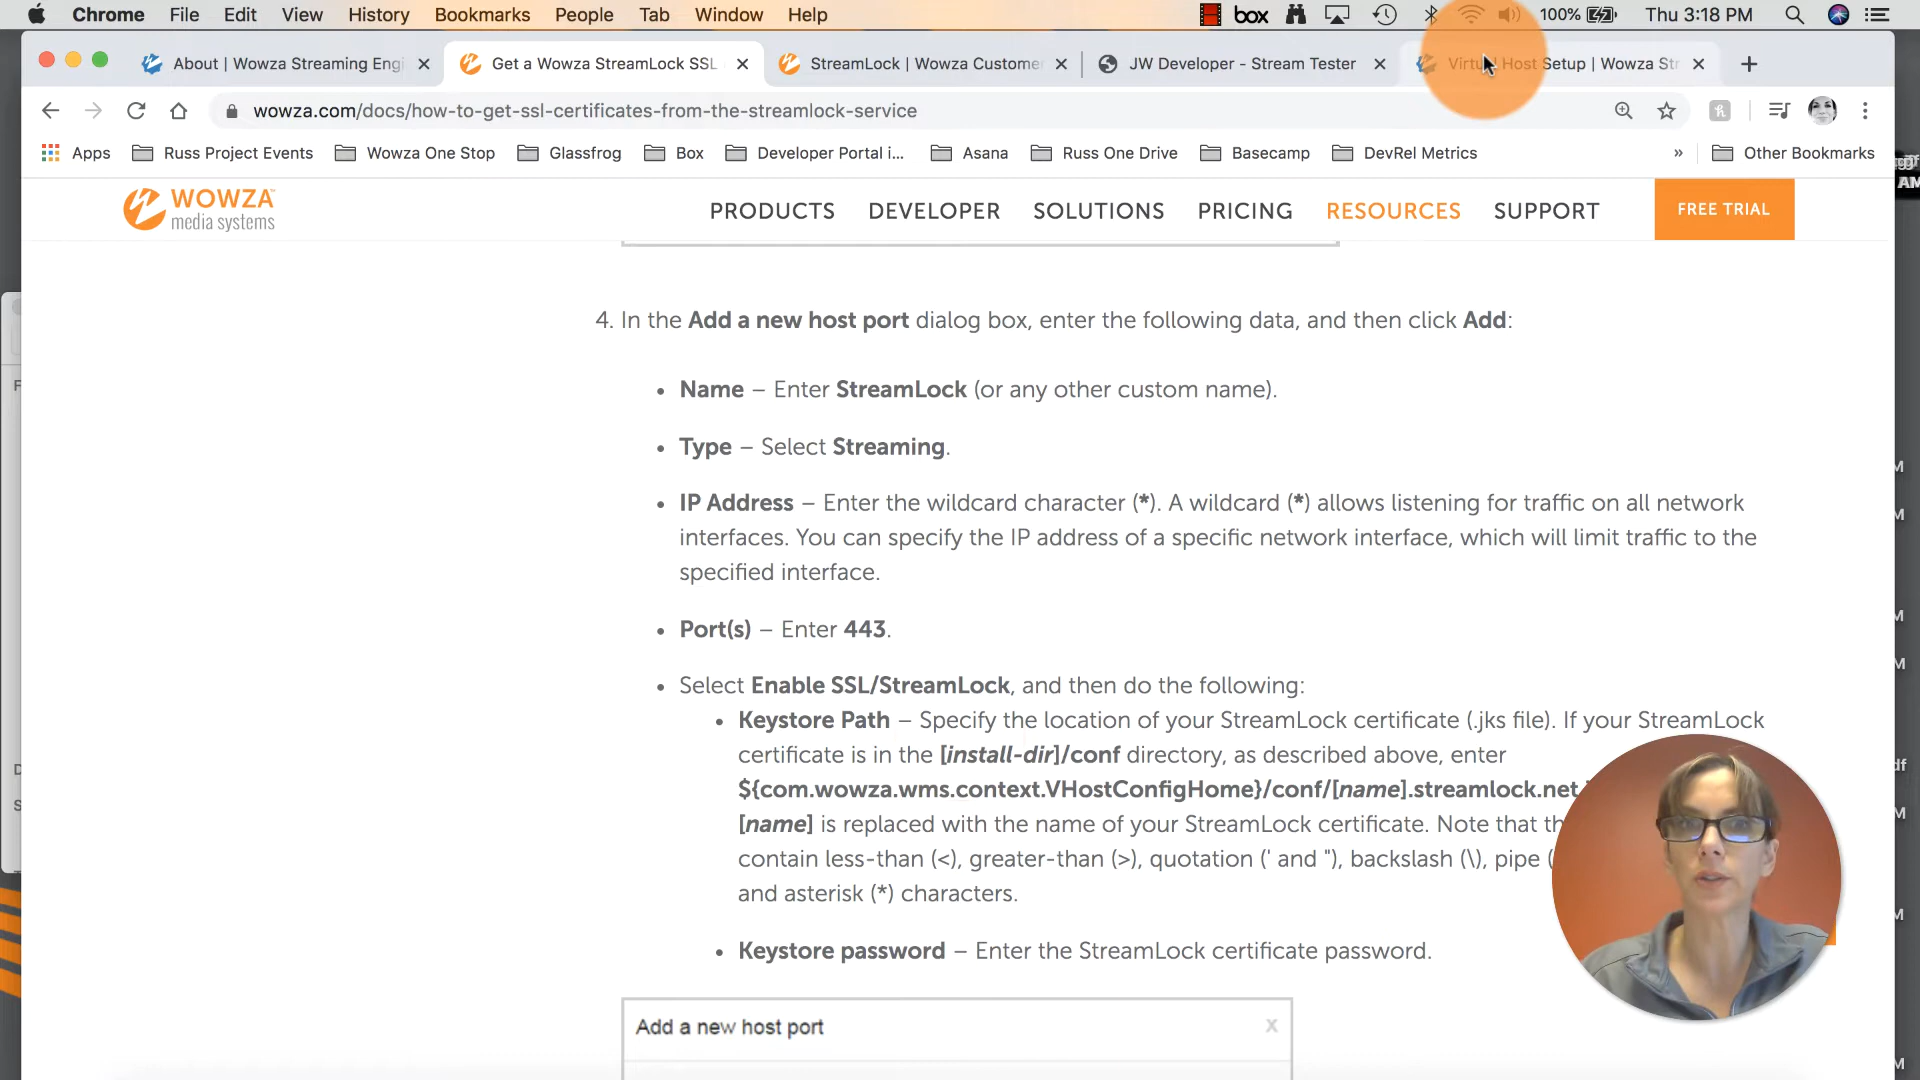 Chrome File Edit View History Bookmarks People Tab Window Help box 100% Thu 3:18 PM
About | Wowza Streaming Engi Get a Wowza StreamLock SSL StreamLock | Wowza Custome JW Developer - Stream Tester Virtual Host Setup | Wowza Str
wowza.com/docs/how-to-get-ssl-certificates-from-the-streamlock-service
Apps Russ Project Events Wowza One Stop Glassfrog Box Developer Portal i... Asana Russ One Drive Basecamp DevRel Metrics » Other Bookmarks
WOWZA
media systems
PRODUCTS DEVELOPER SOLUTIONS PRICING RESOURCES SUPPORT FREE TRIAL
4. In the Add a new host port dialog box, enter the following data, and then click Add:
• Name – Enter StreamLock (or any other custom name).
• Type – Select Streaming.
• IP Address – Enter the wildcard character (*). A wildcard (*) allows listening for traffic on all network
interfaces. You can specify the IP address of a specific network interface, which will limit traffic to the
specified interface.
• Port(s) – Enter 443.
• Select Enable SSL/StreamLock, and then do the following:
• Keystore Path – Specify the location of your StreamLock certificate (.jks file). If your StreamLock
certificate is in the [install-dir]/conf directory, as described above, enter
${com.wowza.wms.context.VHostConfigHome}/conf/[name].streamlock.net.
[name] is replaced with the name of your StreamLock certificate. Note that th
contain less-than (<), greater-than (>), quotation (' and "), backslash (\), pipe (
and asterisk (*) characters.
• Keystore password – Enter the StreamLock certificate password.
Add a new host port x